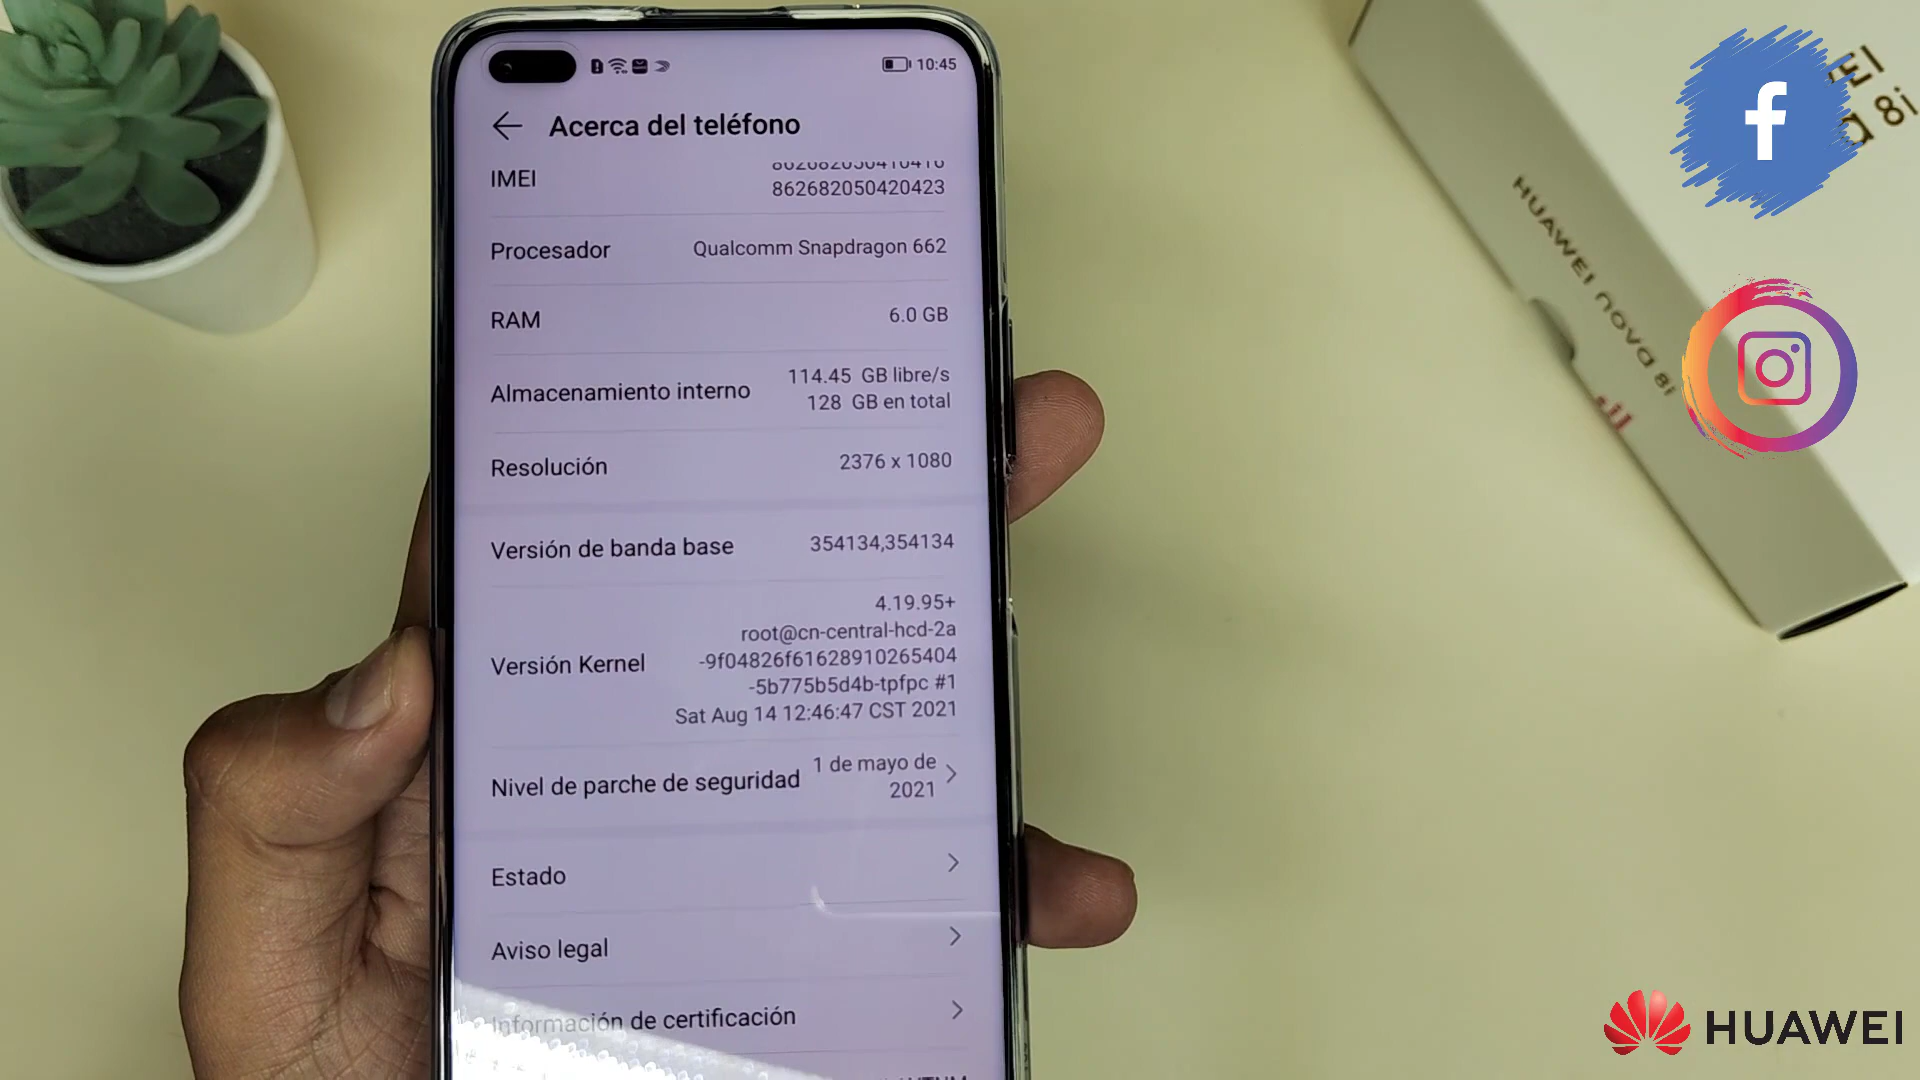 10:45
Acerca del teléfono
IMEI
862682050420423
Procesador
Qualcomm Snapdragon 662
RAM
6.0 GB
Almacenamiento interno
114.45 GB libre/s
128 GB en total
Resolución
2376 x 1080
Versión de banda base
354134,354134
Versión Kernel
4.19.95+
root@cn-central-hcd-2a
-9f04826f61628910265404
-5b775b5d4b-tpfpc #1
Sat Aug 14 12:46:47 CST 2021
Nivel de parche de seguridad
1 de mayo de
2021
Estado
Aviso legal
Información de certificación
f
8i
HUAWEI nova 8i
HUAWEI